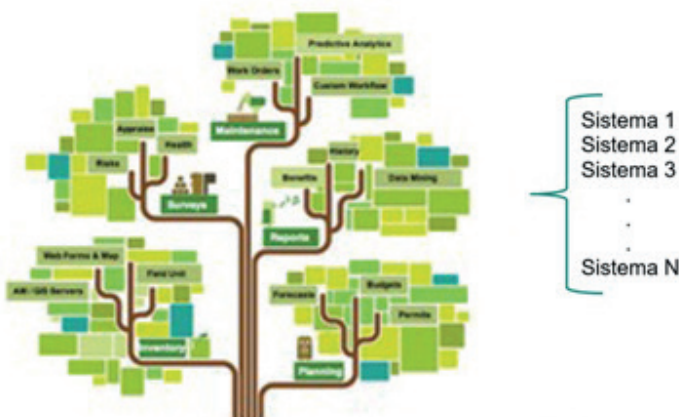 Predictive Analytics
Work Orders
Custom Workflow
Maintenance
Appraise
Health
Risks
Surveys
History
Benefits
Data Mining
Reports
Web Forms & Map
Field Unit
AW / GIS Servers
Inventory
Forecasts
Budgets
Permits
Planning
Sistema 1
Sistema 2
Sistema 3
.
.
.
Sistema N